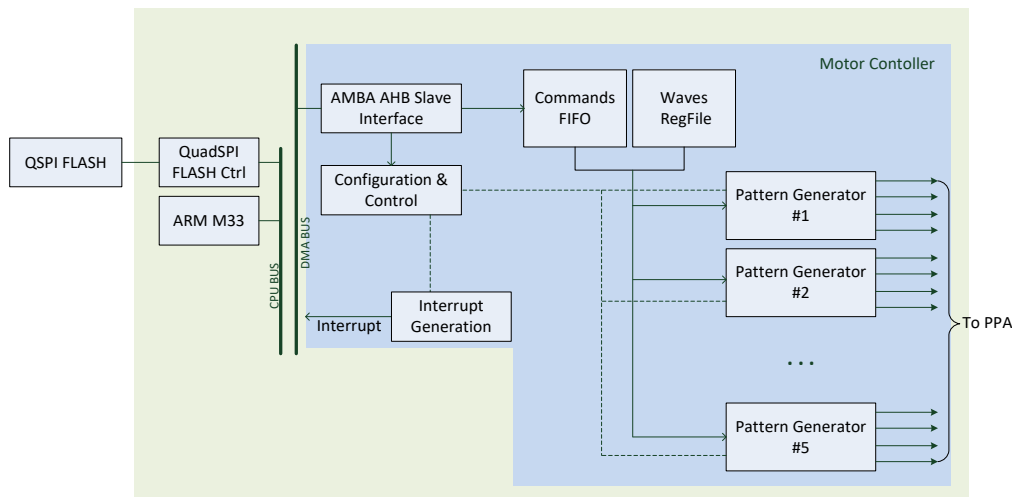 Motor Contoller
AMBA AHB Slave
Interface
Commands
FIFO
Waves
RegFile
QSPI FLASH
QuadSPI
FLASH Ctrl
Configuration &
Control
ARM M33
Pattern Generator
#1
CPU BUS
DMA BUS
Pattern Generator
#2
Interrupt
Interrupt
Generation
To PPA
...
Pattern Generator
#5